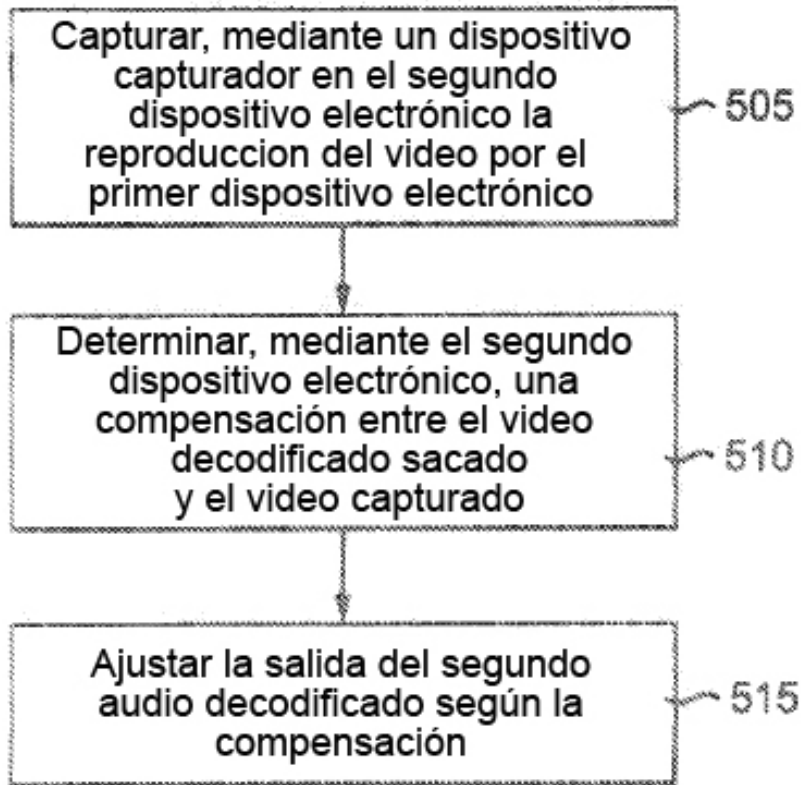 Capturar, mediante un dispositivo
capturador en el segundo
dispositivo electrónico la
reproduccion del video por el
primer dispositivo electrónico
505
Determinar, mediante el segundo
dispositivo electrónico, una
compensación entre el video
decodificado sacado
y el video capturado
510
Ajustar la salida del segundo
audio decodificado según la
compensación
515